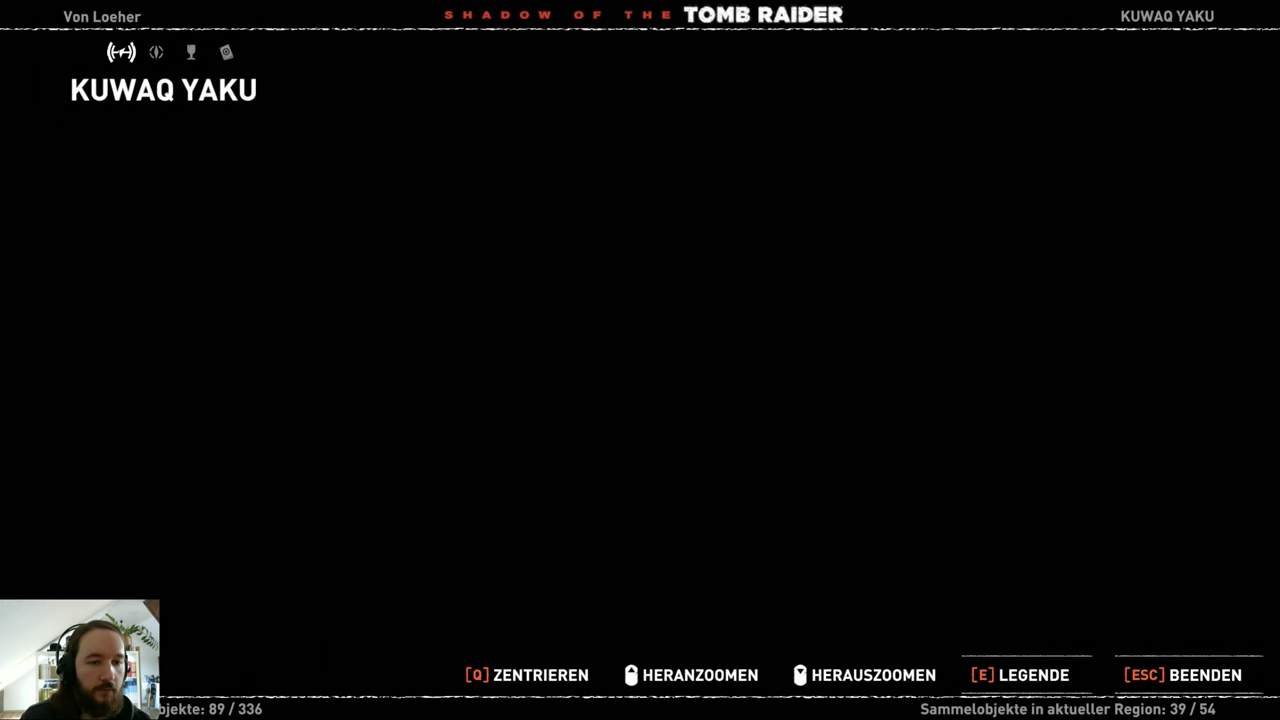 Von Loeher
SHADOW OF THE TOMB RAIDER
KUWAQ YAKU
KUWAQ YAKU
[Q] ZENTRIEREN
HERANZOOMEN
HERAUSZOOMEN
[E] LEGENDE
[ESC] BEENDEN
bjekte: 89 / 336
Sammelobjekte in aktueller Region: 39 / 54